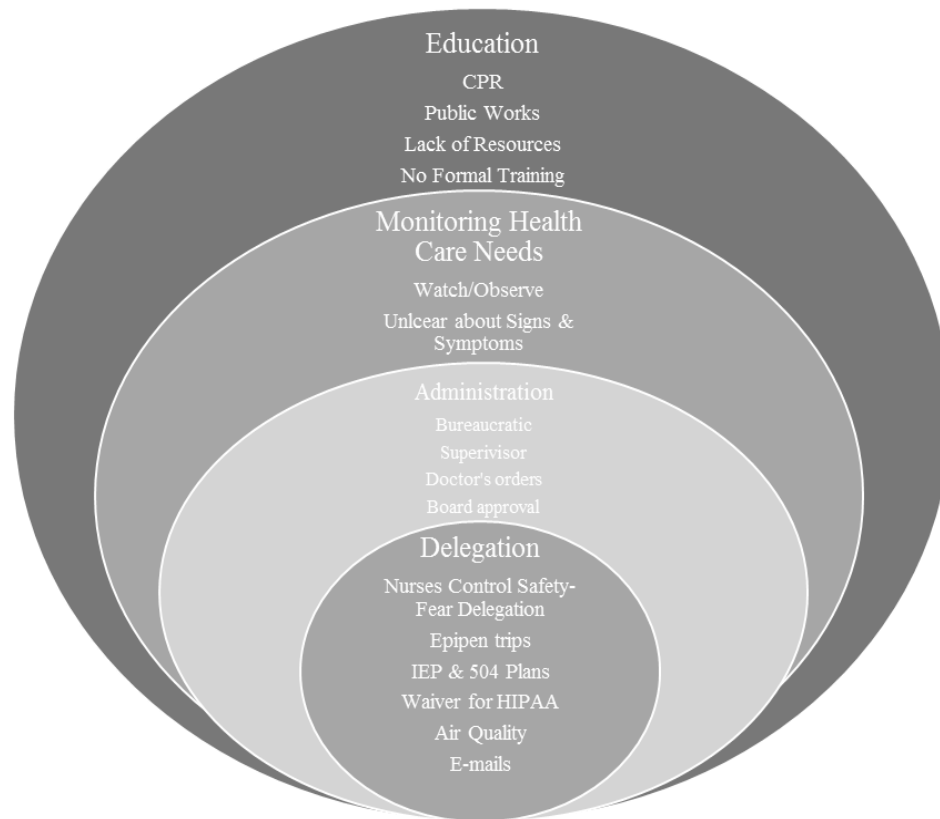 Education
CPR
Public Works
Lack of Resources
No Formal Training
Monitoring Health
Care Needs
Watch/Observe
Unlcear about Signs &
Symptoms
Administration
Bureaucratic
Superivisor
Doctor's orders
Board approval
Delegation
Nurses Control Safety-
Fear Delegation
Epipen trips
IEP & 504 Plans
Waiver for HIPAA
Air Quality
E-mails